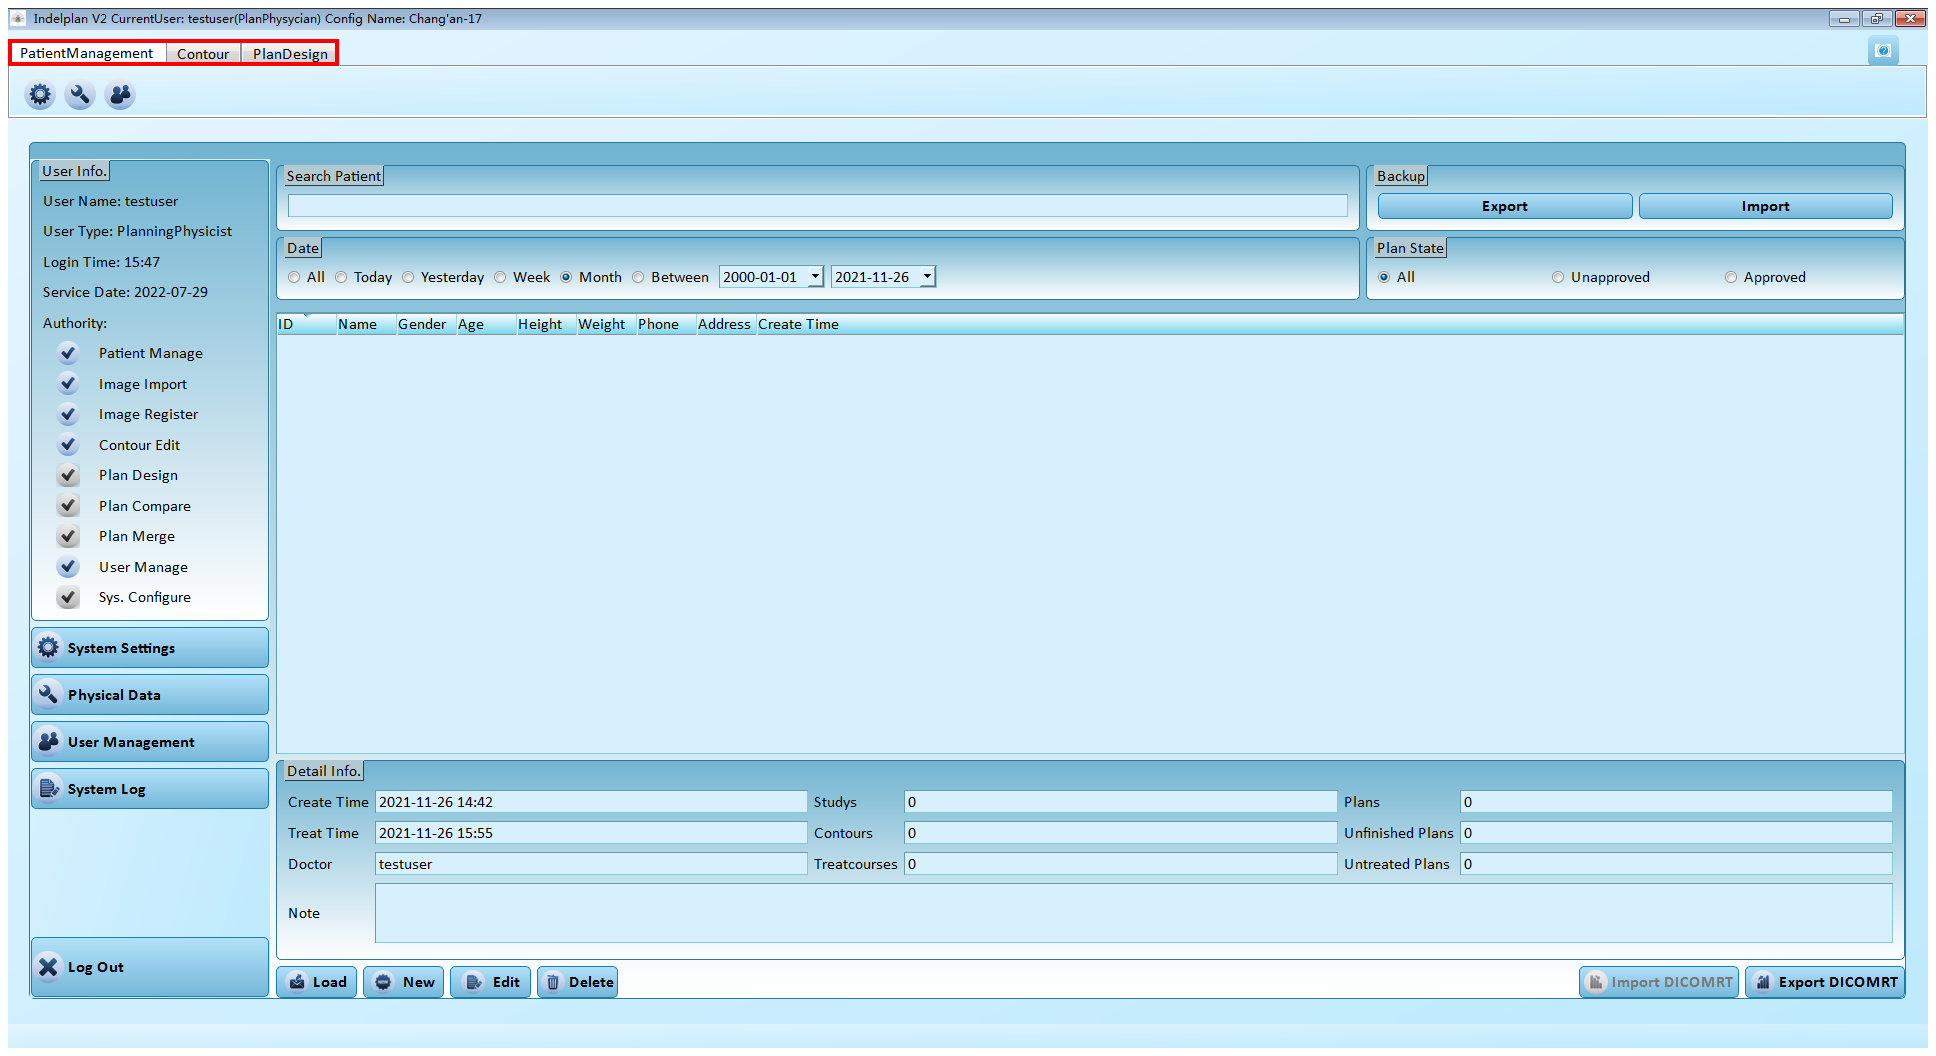 Indelplan V2 CurrentUser: testuser(PlanPhysycian) Config Name: Chang'an-17
PatientManagement Contour PlanDesign
User Info.
User Name: testuser
User Type: PlanningPhysicist
Login Time: 15:47
Service Date: 2022-07-29
Authority:
Patient Manage
Image Import
Image Register
Contour Edit
Plan Design
Plan Compare
Plan Merge
User Manage
Sys. Configure
System Settings
Physical Data
User Management
System Log
Log Out
Search Patient
Backup
Export Import
Date
All Today Yesterday Week Month Between 2000-01-01 2021-11-26
Plan State
All Unapproved Approved
ID Name Gender Age Height Weight Phone Address Create Time
Detail Info.
Create Time 2021-11-26 14:42 Studys 0 Plans 0
Treat Time 2021-11-26 15:55 Contours 0 Unfinished Plans 0
Doctor testuser Treatcourses 0 Untreated Plans 0
Note
Load New Edit Delete Import DICOMRT Export DICOMRT